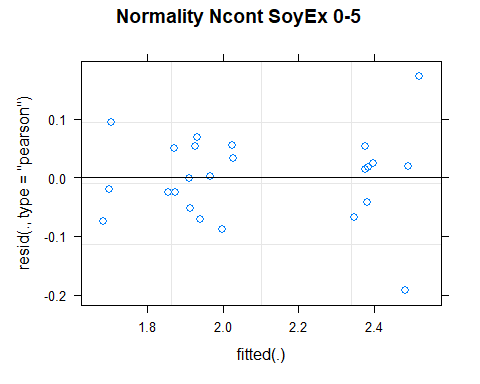 Normality Ncont SoyEx 0-5
resid(., type = "pearson")
0.1
0.0
-0.1
-0.2
1.8 2.0 2.2 2.4
fitted(.)